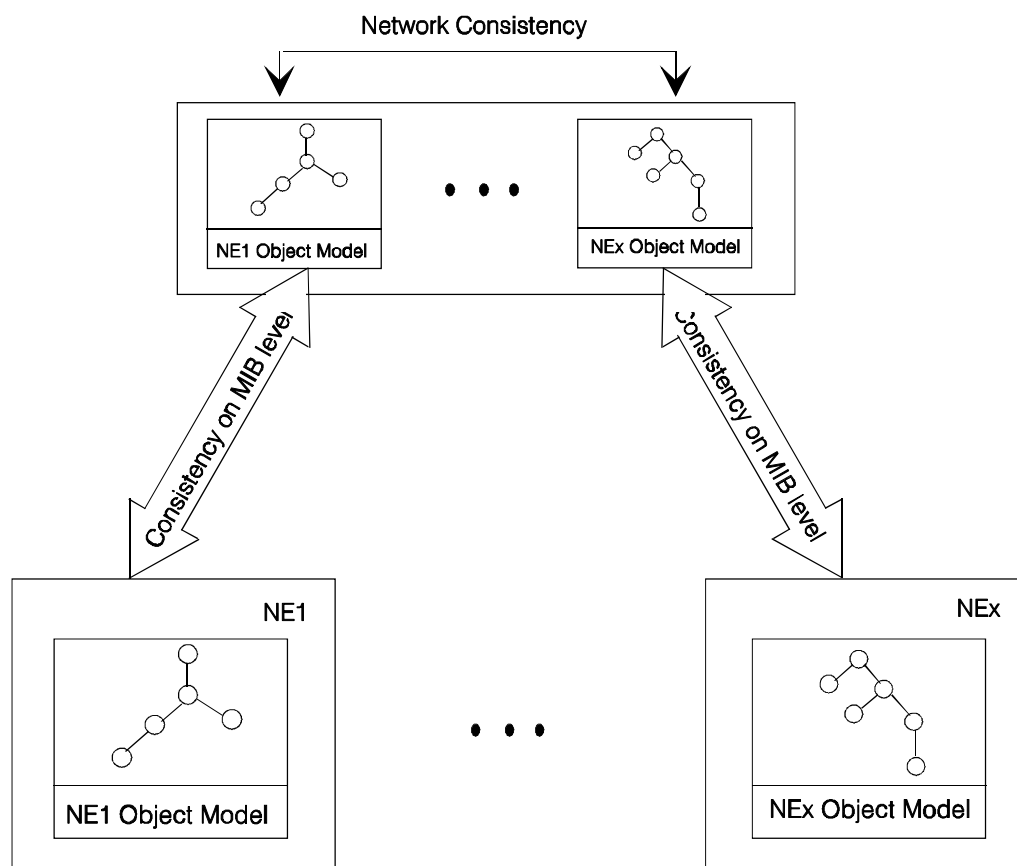 Network Consistency
NE1 Object Model
NEx Object Model
Consistency on MIB level
Consistency on MIB level
NE1
NEx
NE1 Object Model
NEx Object Model